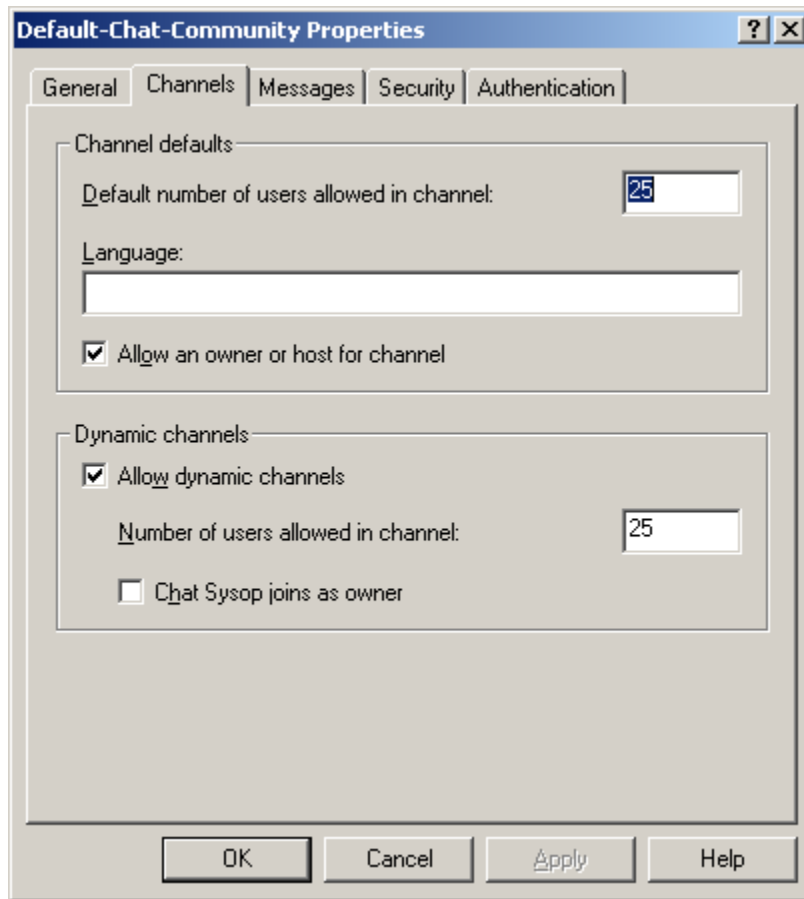 Default-Chat-Community Properties
General Channels Messages Security Authentication
Channel defaults
Default number of users allowed in channel: 25
Language:
Allow an owner or host for channel
Dynamic channels
Allow dynamic channels
Number of users allowed in channel: 25
Chat Sysop joins as owner
OK Cancel Apply Help